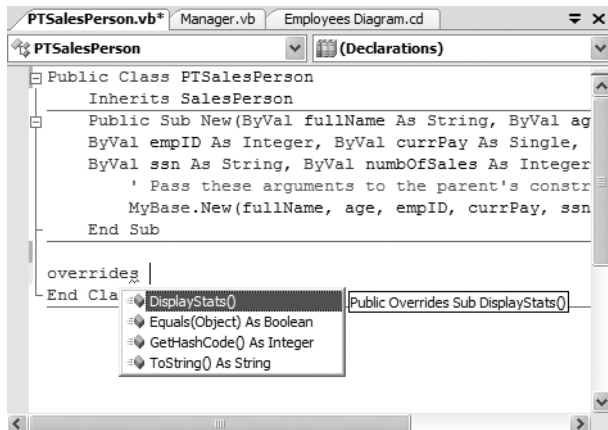 PTSalesPerson.vb* Manager.vb Employees Diagram.cd
PTSalesPerson (Declarations)
Public Class PTSalesPerson
Inherits SalesPerson
Public Sub New(ByVal fullName As String, ByVal ag
ByVal empID As Integer, ByVal currPay As Single,
ByVal ssn As String, ByVal numbOfSales As Integer
' Pass these arguments to the parent's constr
MyBase.New(fullName, age, empID, currPay, ssn
End Sub
overrides
End Cla
DisplayStats() Public Overrides Sub DisplayStats()
Equals(Object) As Boolean
GetHashCode() As Integer
ToString() As String